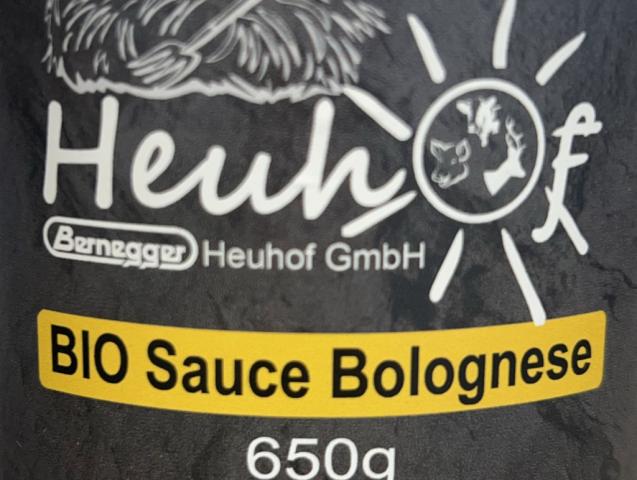 Heuhof
Bernegger Heuhof GmbH
BIO Sauce Bolognese
650g